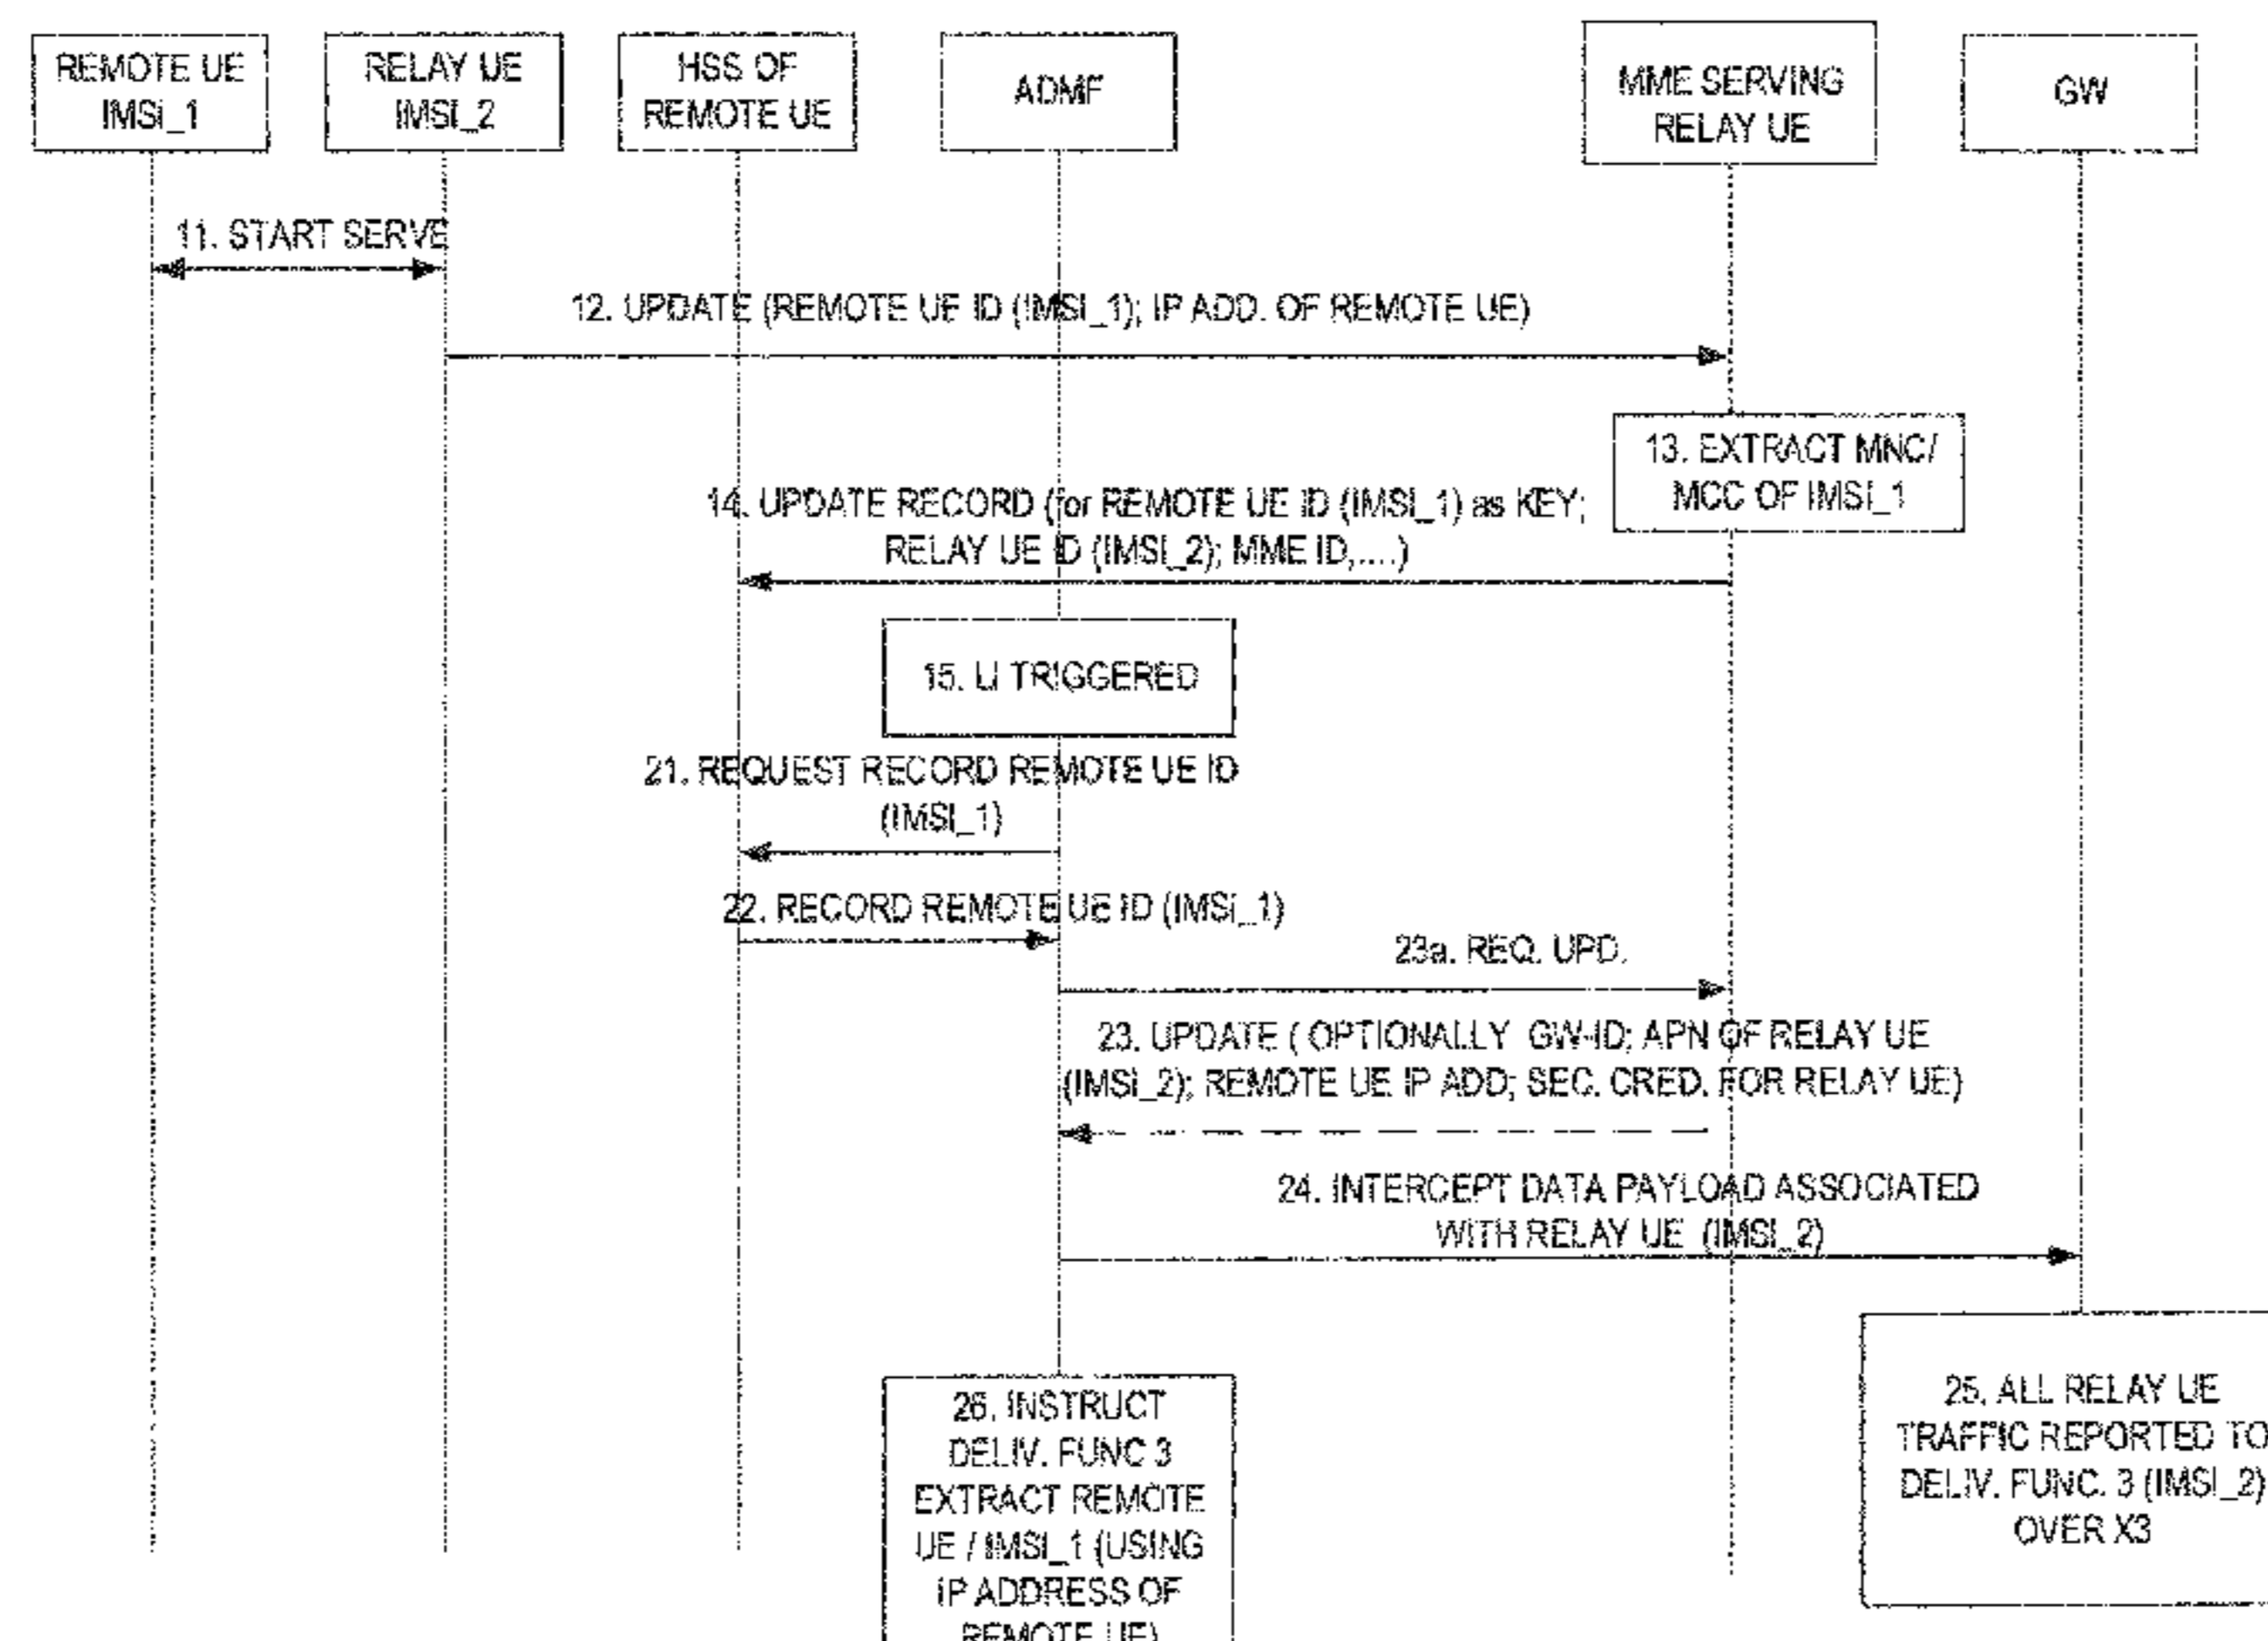 REMOTE UE
IMSI_1
RELAY UE
IMSI_2
HSS OF
REMOTE UE
ADMF
MME SERVING
RELAY UE
GW
11. START SERVE
12. UPDATE (REMOTE UE ID (IMSI_1); IP ADD. OF REMOTE UE)
13. EXTRACT MNC/
MCC OF IMSI_1
14. UPDATE RECORD (for REMOTE UE ID (IMSI_1) as KEY;
RELAY UE ID (IMSI_2); MME ID,....)
15. LI TRIGGERED
21. REQUEST RECORD REMOTE UE ID
(IMSI_1)
22. RECORD REMOTE UE ID (IMSI_1)
23a. REQ. UPD.
23. UPDATE ( OPTIONALLY GW-ID; APN OF RELAY UE
(IMSI_2); REMOTE UE IP ADD; SEC. CRED. FOR RELAY UE)
24. INTERCEPT DATA PAYLOAD ASSOCIATED
WITH RELAY UE (IMSI_2)
25. ALL RELAY UE
TRAFFIC REPORTED TO
DELIV. FUNC. 3 (IMSI_2)
OVER X3
26. INSTRUCT
DELIV. FUNC 3
EXTRACT REMOTE
UE / IMSI_1 (USING
IP ADDRESS OF
REMOTE UE)